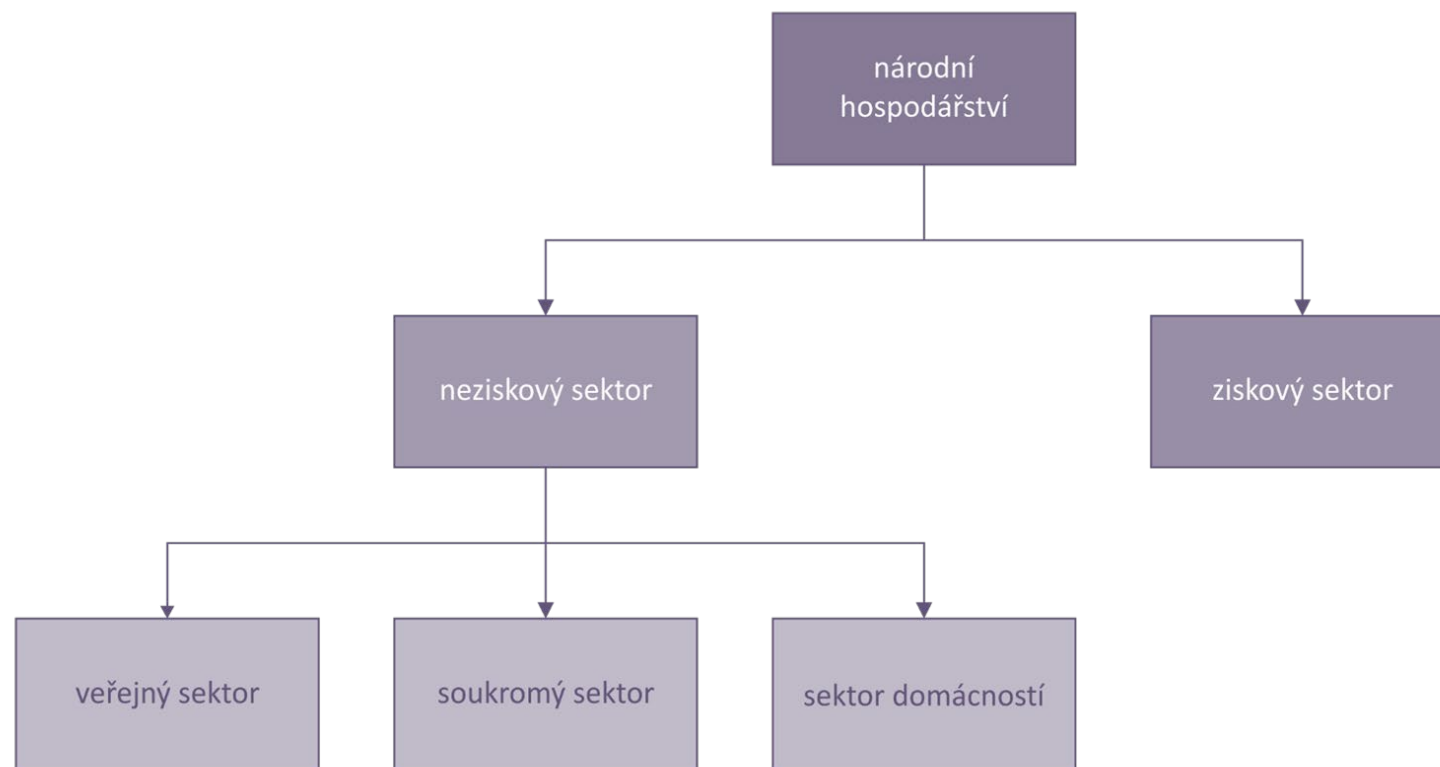 národní
hospodářství
neziskový sektor
ziskový sektor
veřejný sektor
soukromý sektor
sektor domácností